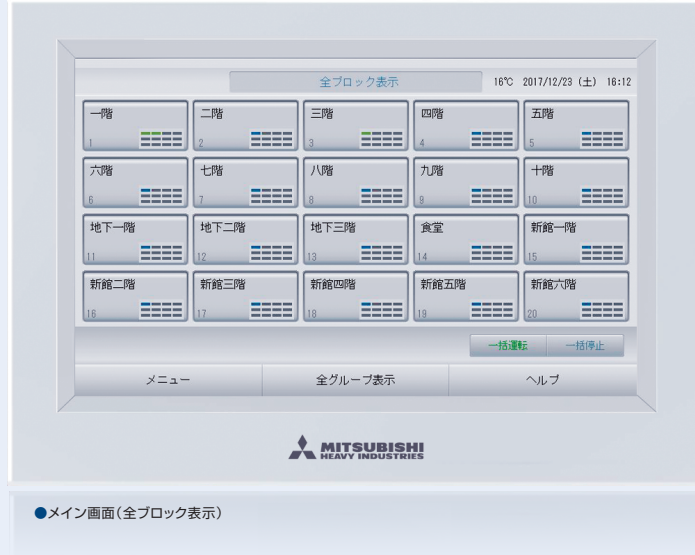 全ブロック表示 16℃ 2017/12/23 (土) 16:12
一階 二階 三階 四階 五階
1 2 3 4 5
六階 七階 八階 九階 十階
6 7 8 9 10
地下一階 地下二階 地下三階 食堂 新館一階
11 12 13 14 15
新館二階 新館三階 新館四階 新館五階 新館六階
16 17 18 19 20
一括運転 一括停止
メニュー 全グループ表示 ヘルプ
MITSUBISHI
HEAVY INDUSTRIES
●メイン画面(全ブロック表示)